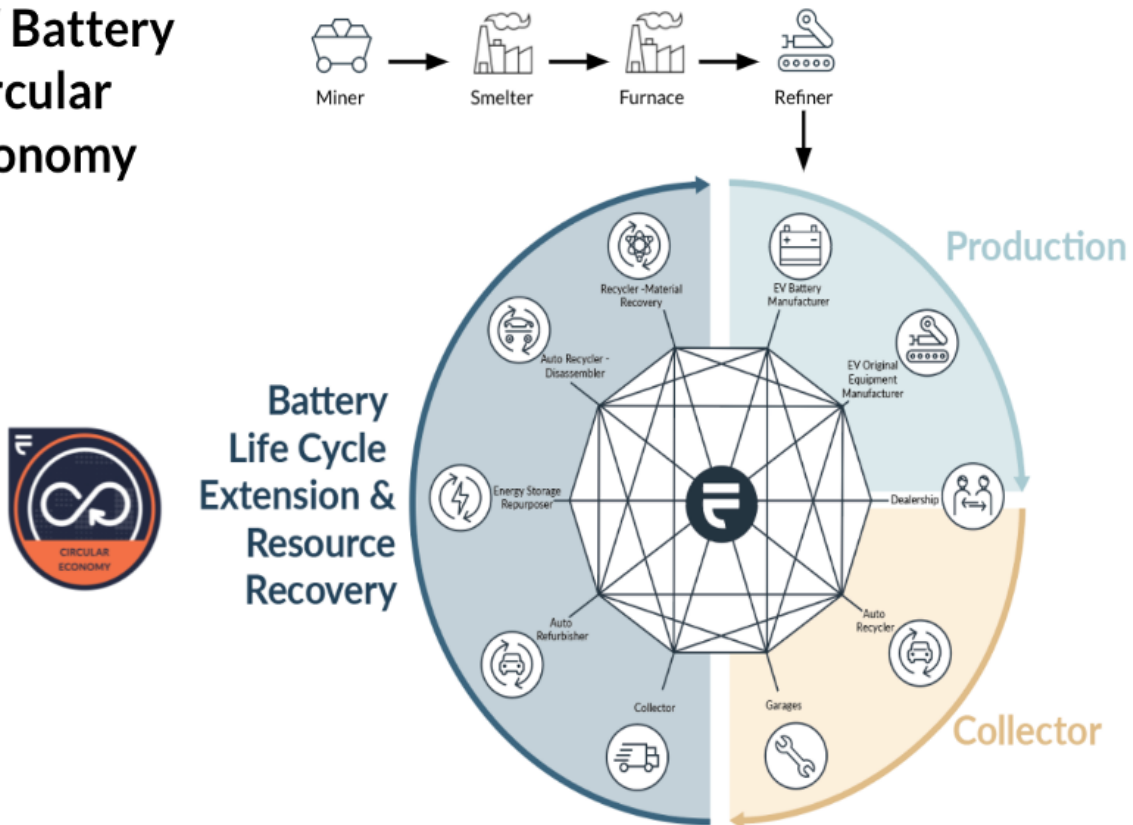 Battery
rcular
onomy
Miner
Smelter
Furnace
Refiner
Production
Recycler -Material
Recovery
EV Battery
Manufacturer
Auto Recycler -
Disassembler
EV Original
Equipment
Manufacturer
Battery
Life Cycle
Extension &
Resource
Recovery
Energy Storage
Repurposer
Dealership
CIRCULAR
ECONOMY
Auto
Refurbisher
Auto
Recycler
Collector
Garages
Collector